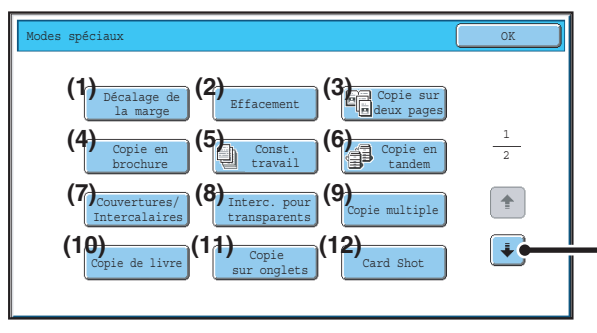 Modes spéciaux
OK
(1)
Décalage de
la marge
(2)
Effacement
(3)
Copie sur
deux pages
(4)
Copie en
brochure
(5)
Const.
travail
(6)
Copie en
tandem
(7)
Couvertures/
Intercalaires
(8)
Interc. pour
transparents
(9)
Copie multiple
(10)
Copie de livre
(11)
Copie
sur onglets
(12)
Card Shot
1
2